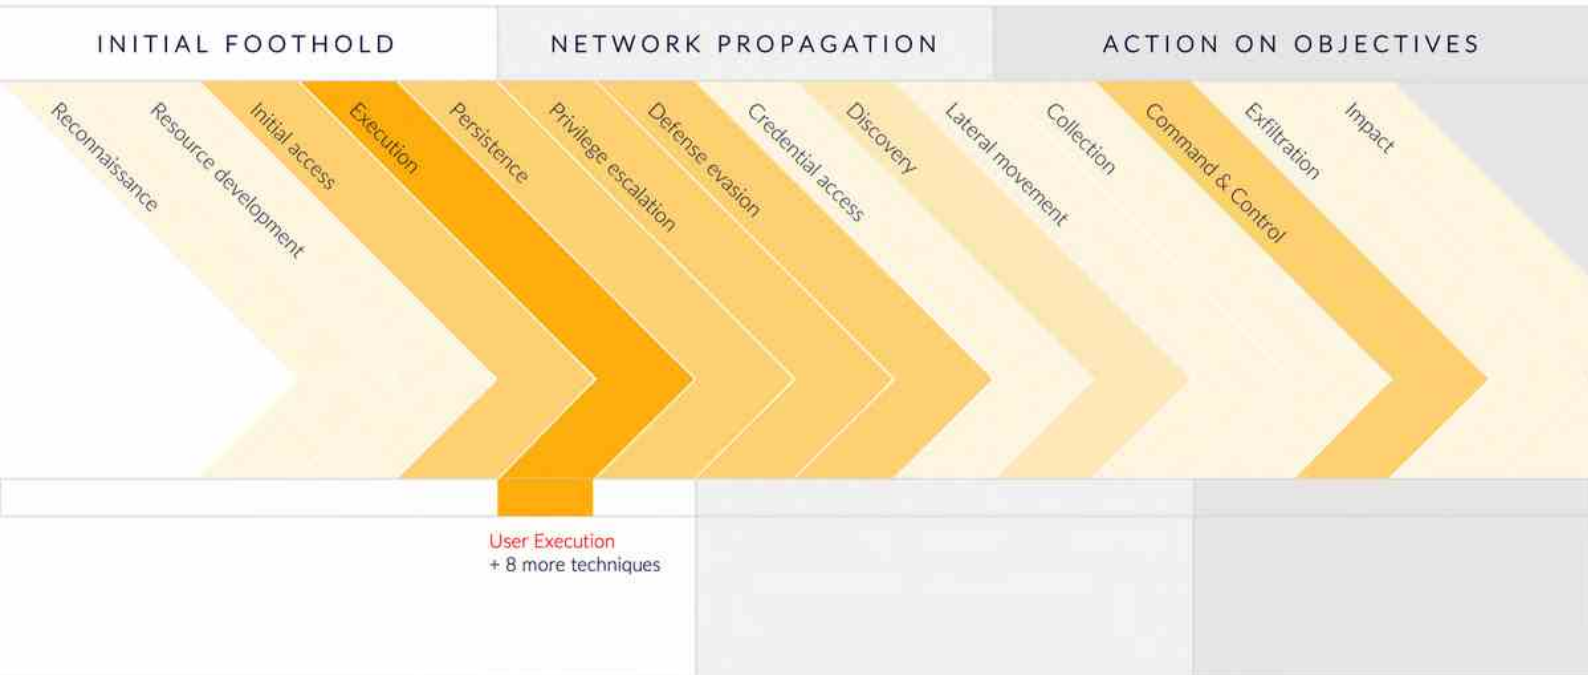 INITIAL FOOTHOLD
NETWORK PROPAGATION
ACTION ON OBJECTIVES
Reconnaissance
Resource development
Initial access
Execution
Persistence
Privilege escalation
Defense evasion
Credential access
Discovery
Lateral movement
Collection
Command & Control
Exfiltration
Impact
User Execution
+ 8 more techniques